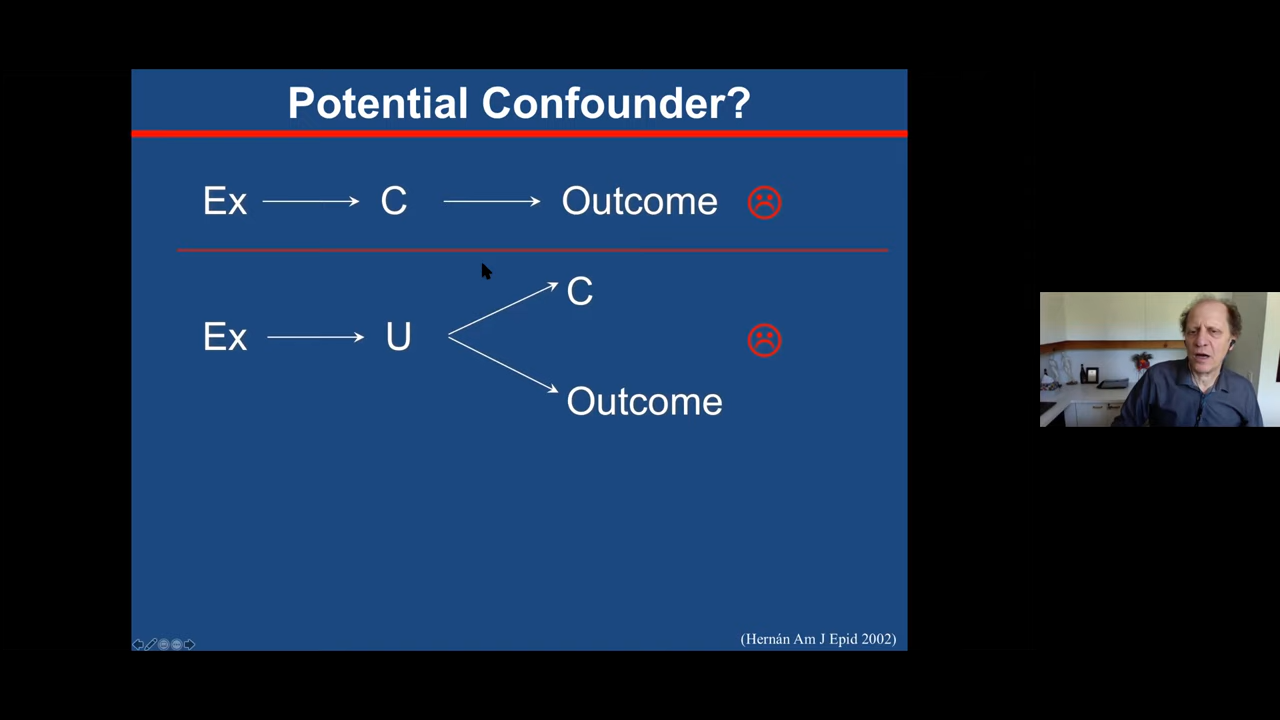 Potential Confounder?
Ex C Outcome
C
Ex U
Outcome
(Hernán Am J Epid 2002)